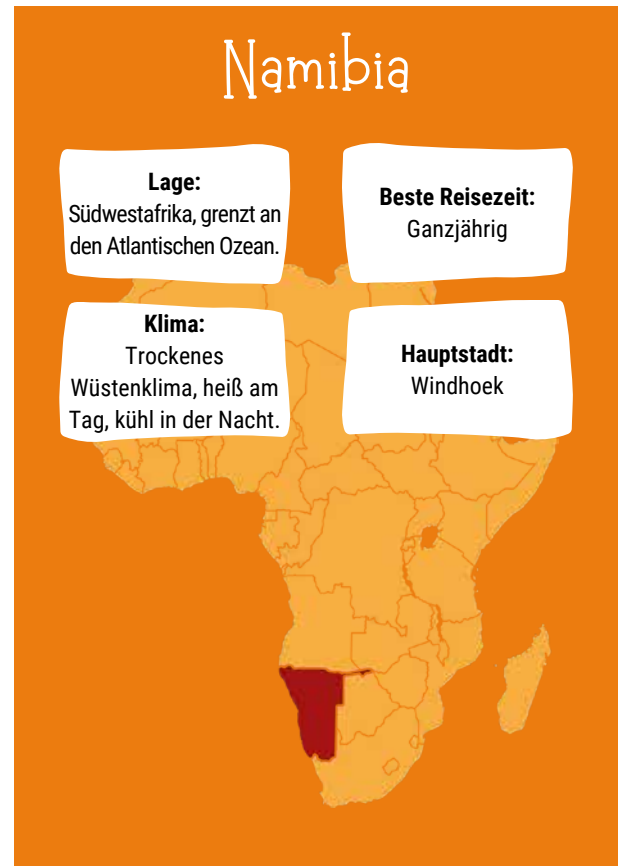 Namibia
Lage:
Südwestafrika, grenzt an
den Atlantischen Ozean.
Beste Reisezeit:
Ganzjährig
Klima:
Trockenes
Wüstenklima, heiß am
Tag, kühl in der Nacht.
Hauptstadt:
Windhoek